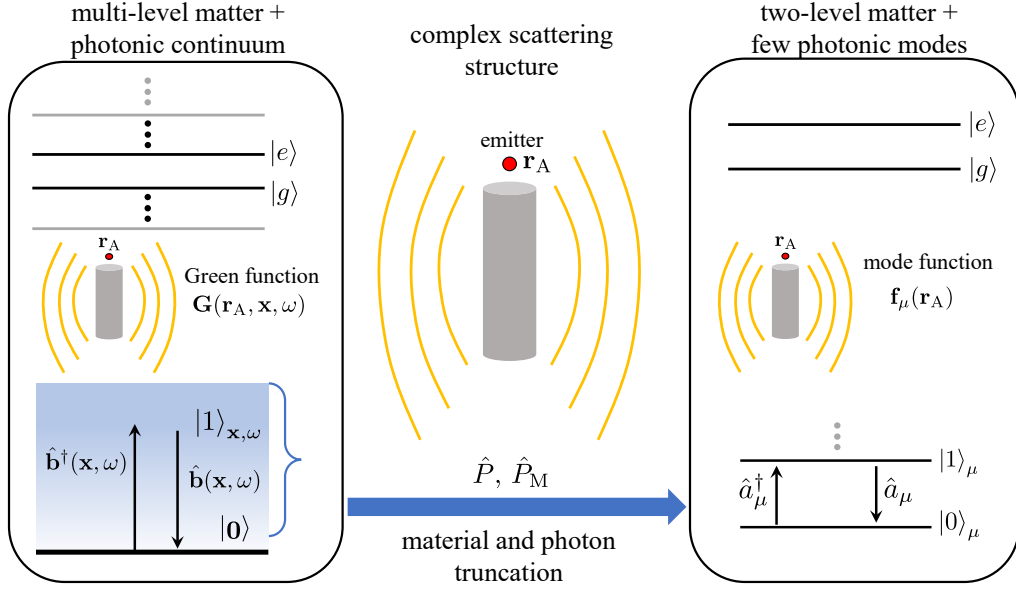 multi-level matter +
photonic continuum
|e⟩
|g⟩
r_A
Green function
G(r_A, x, ω)
|1⟩_{x,ω}
b̂†(x, ω)
b̂(x, ω)
|0⟩
complex scattering
structure
emitter
r_A
P̂, P̂_M
material and photon
truncation
two-level matter +
few photonic modes
|e⟩
|g⟩
r_A
mode function
f_μ(r_A)
|1⟩_μ
â†_μ
â_μ
|0⟩_μ